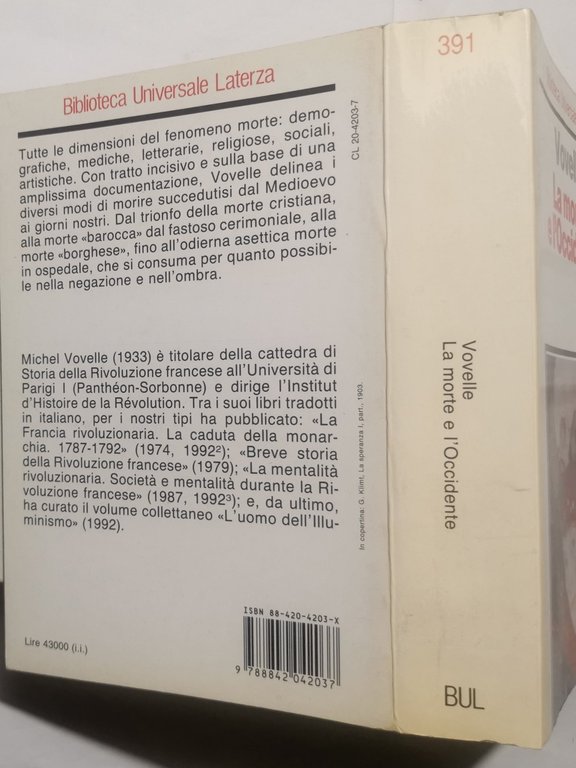 Biblioteca Universale Laterza
Tutte le dimensioni del fenomeno morte: demo-
grafiche, mediche, letterarie, religiose, sociali,
artistiche. Con tratto incisivo e sulla base di una
amplissima documentazione, Vovelle delinea i
diversi modi di morire succedutisi dal Medioevo
ai giorni nostri. Dal trionfo della morte cristiana,
alla morte «barocca» dal fastoso cerimoniale, alla
morte «borghese», fino all'odierna asettica morte
in ospedale, che si consuma per quanto possibi-
le nella negazione e nell'ombra.
CL 20-4203-7
Michel Vovelle (1933) è titolare della cattedra di
Storia della Rivoluzione francese all'Università di
Parigi I (Panthéon-Sorbonne) e dirige l'Institut
d'Histoire de la Révolution. Tra i suoi libri tradotti
in italiano, per i nostri tipi ha pubblicato: «La
Francia rivoluzionaria. La caduta della monar-
chia. 1787-1792» (1974, 1992²); «Breve storia
della Rivoluzione francese» (1979); «La mentalità
rivoluzionaria. Società e mentalità durante la Ri-
voluzione francese» (1987, 1992³); e, da ultimo,
ha curato il volume collettaneo «L'uomo dell'Illu-
minismo» (1992).
In copertina: G. Klimt, La speranza I, part., 1903.
Lire 43000 (i.i.)
ISBN 88-420-4203-X
9 788842 042037
391
Vovelle
La morte e l'Occidente
BUL
Vovel
La mo
e l'Occid